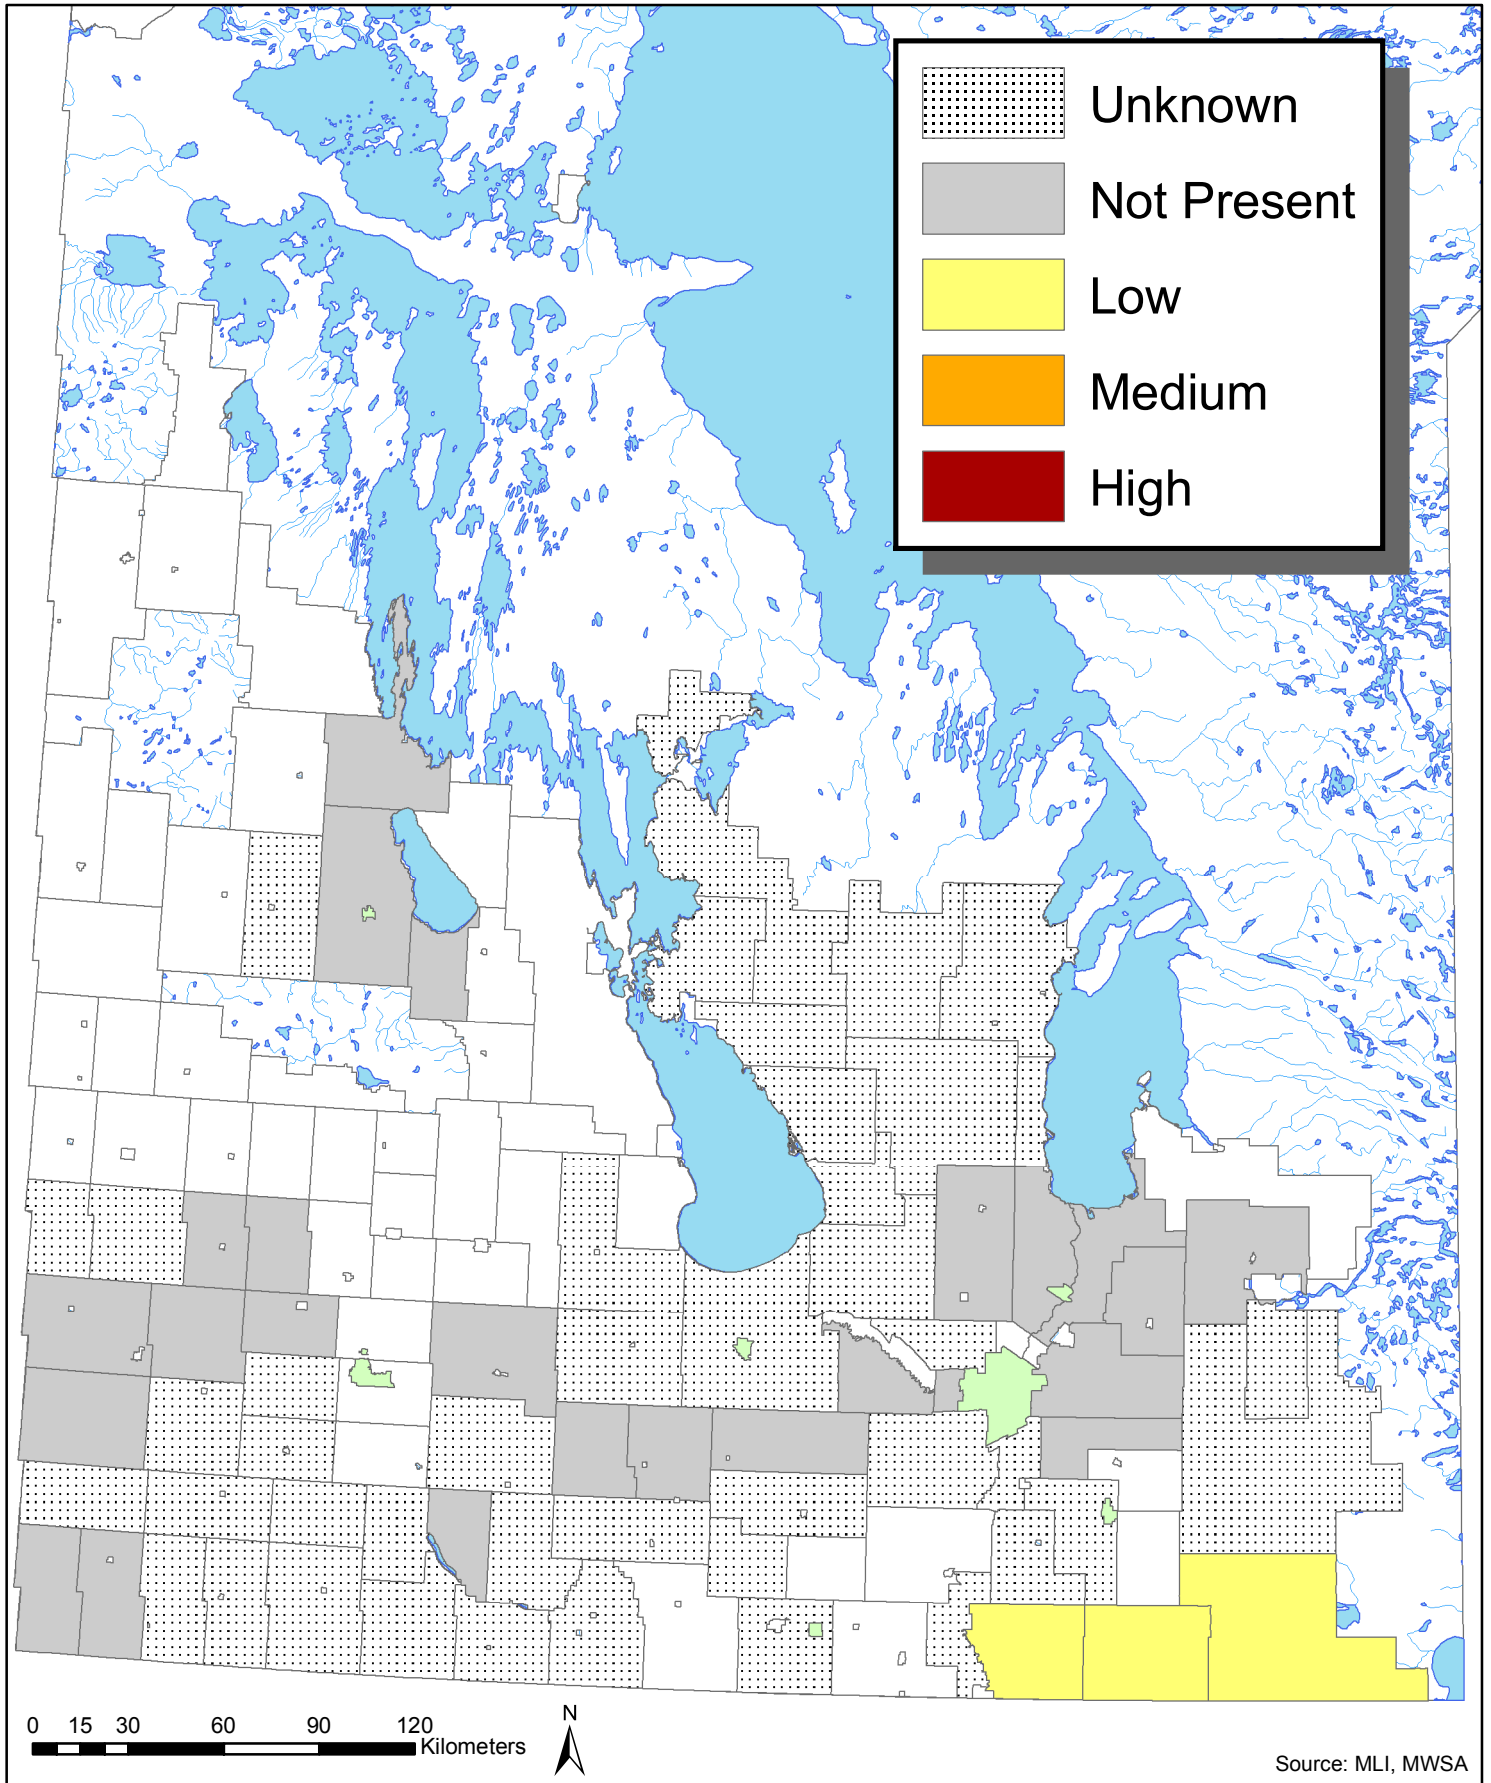 Unknown
Not Present
Low
Medium
High
0 15 30 60 90 120
Kilometers
N
Source: MLI, MWSA